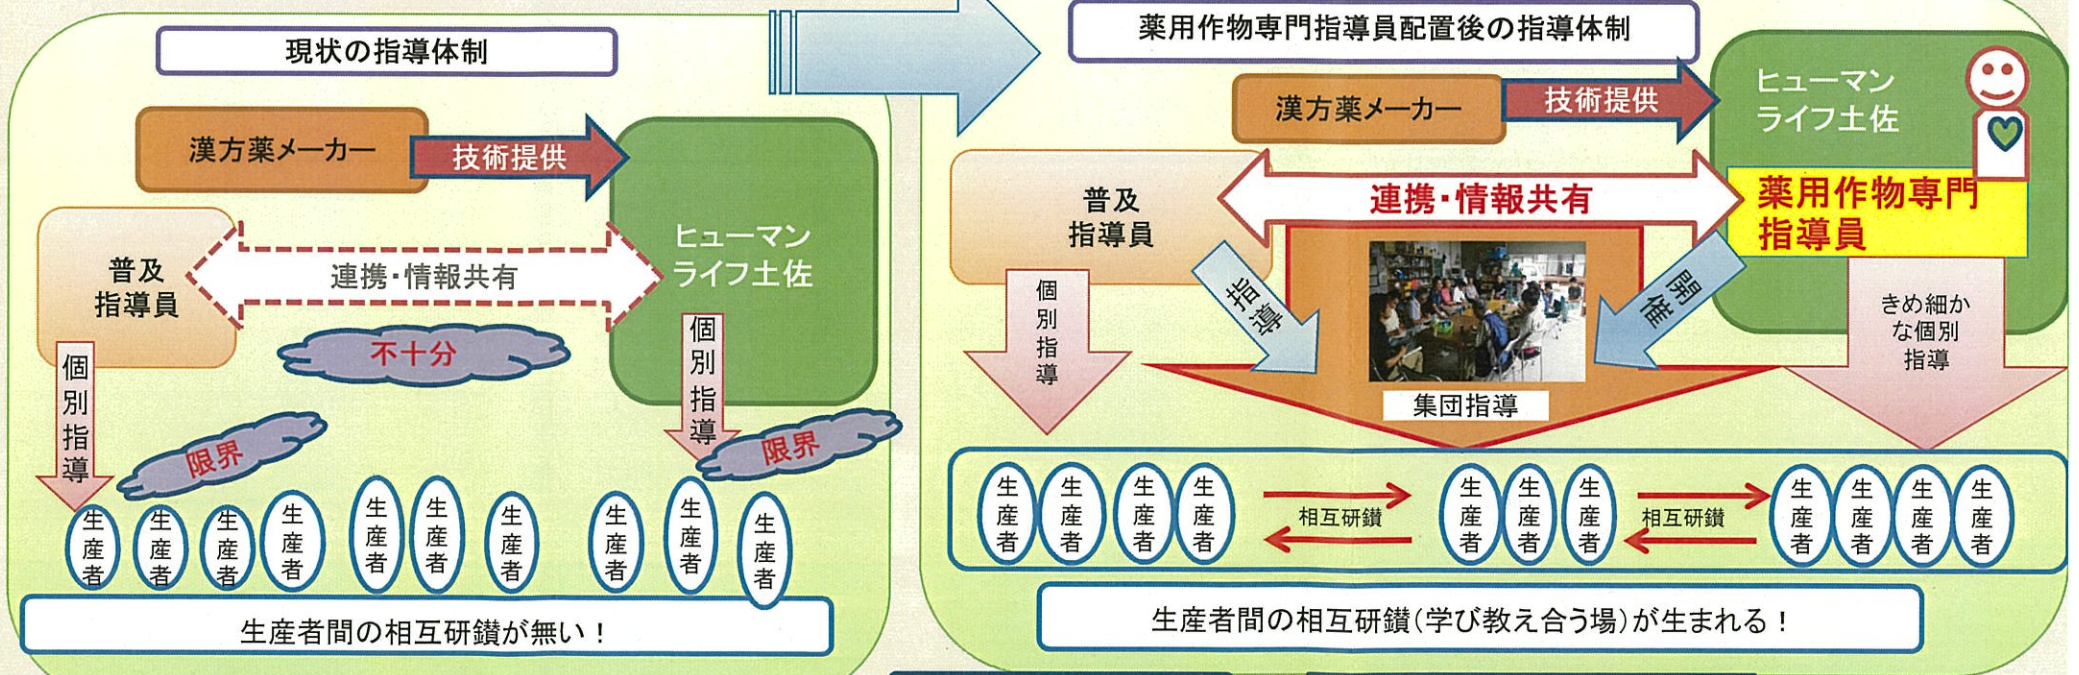 現状の指導体制
漢方薬メーカー
技術提供
ヒューマン
ライフ土佐
普及
指導員
連携・情報共有
不十分
個別指導
個別指導
限界
限界
生産者
生産者
生産者
生産者
生産者
生産者
生産者
生産者
生産者
生産者
生産者間の相互研鑚が無い！
薬用作物専門指導員配置後の指導体制
漢方薬メーカー
技術提供
ヒューマン
ライフ土佐
普及
指導員
連携・情報共有
薬用作物専門
指導員
個別指導
指導
開催
きめ細か
な個別
指導
集団指導
生産者
生産者
生産者
生産者
相互研鑚
生産者
生産者
生産者
相互研鑚
生産者
生産者
生産者
生産者
生産者間の相互研鑚（学び教え合う場）が生まれる！